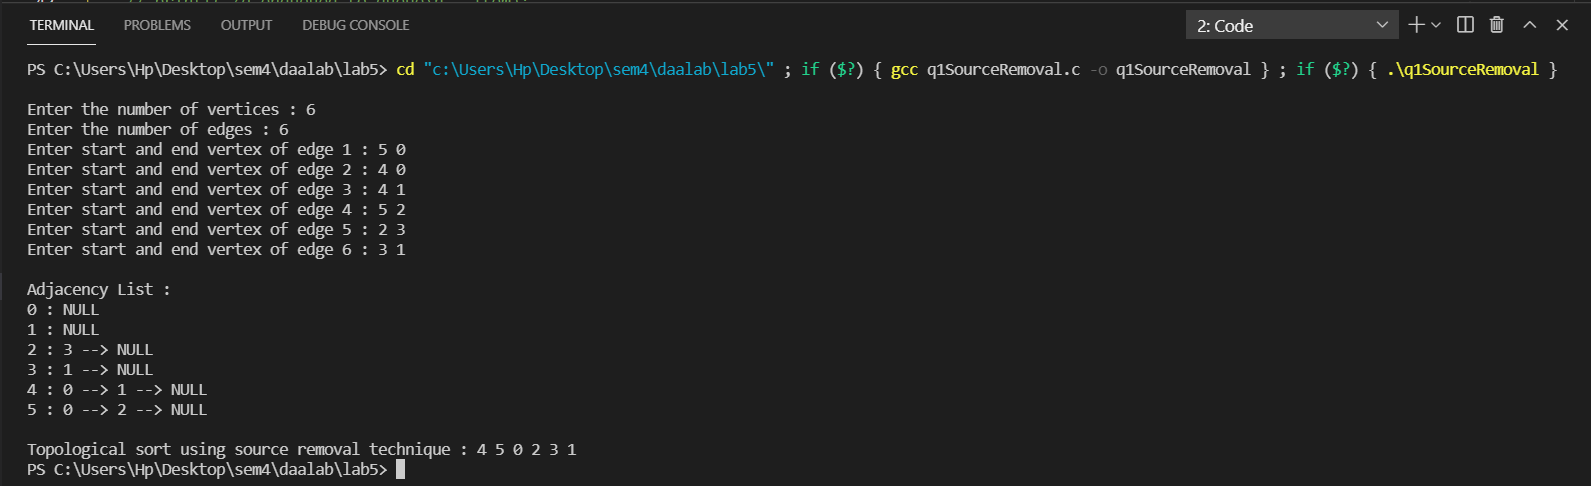 TERMINAL PROBLEMS OUTPUT DEBUG CONSOLE 2: Code
PS C:\Users\Hp\Desktop\sem4\daalab\lab5> cd "c:\Users\Hp\Desktop\sem4\daalab\lab5\" ; if ($?) { gcc q1SourceRemoval.c -o q1SourceRemoval } ; if ($?) { .\q1SourceRemoval }
Enter the number of vertices : 6
Enter the number of edges : 6
Enter start and end vertex of edge 1 : 5 0
Enter start and end vertex of edge 2 : 4 0
Enter start and end vertex of edge 3 : 4 1
Enter start and end vertex of edge 4 : 5 2
Enter start and end vertex of edge 5 : 2 3
Enter start and end vertex of edge 6 : 3 1
Adjacency List :
0 : NULL
1 : NULL
2 : 3 --> NULL
3 : 1 --> NULL
4 : 0 --> 1 --> NULL
5 : 0 --> 2 --> NULL
Topological sort using source removal technique : 4 5 0 2 3 1
PS C:\Users\Hp\Desktop\sem4\daalab\lab5>